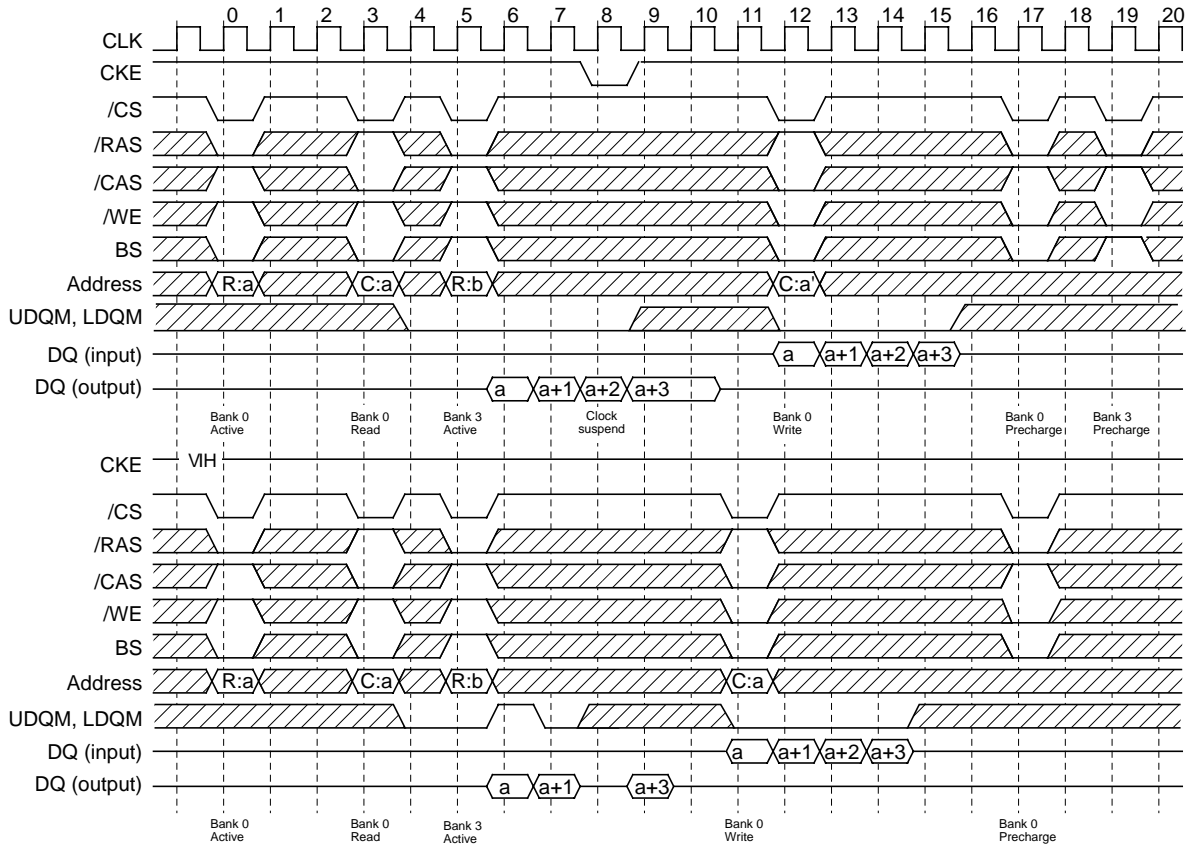 0 1 2 3 4 5 6 7 8 9 10 11 12 13 14 15 16 17 18 19 20
CLK
CKE
/CS
/RAS
/CAS
/WE
BS
Address R:a C:a R:b C:a'
UDQM, LDQM
DQ (input) a a+1 a+2 a+3
DQ (output) a a+1 a+2 a+3
Bank 0 Active
Bank 0 Read
Bank 3 Active
Clock suspend
Bank 0 Write
Bank 0 Precharge
Bank 3 Precharge
CKE VIH
/CS
/RAS
/CAS
/WE
BS
Address R:a C:a R:b C:a
UDQM, LDQM
DQ (input) a a+1 a+2 a+3
DQ (output) a a+1 a+3
Bank 0 Active
Bank 0 Read
Bank 3 Active
Bank 0 Write
Bank 0 Precharge